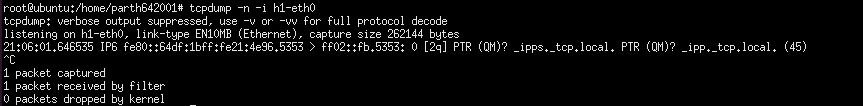 root@ubuntu:/home/parth642001# tcpdump -n -i h1-eth0
tcpdump: verbose output suppressed, use -v or -vv for full protocol decode
listening on h1-eth0, link-type EN10MB (Ethernet), capture size 262144 bytes
21:06:01.646535 IP6 fe80::64df:1bff:fe21:4e96.5353 > ff02::fb.5353: 0 [2q] PTR (QM)? _ipps._tcp.local. PTR (QM)? _ipp._tcp.local. (45)
^C
1 packet captured
1 packet received by filter
0 packets dropped by kernel